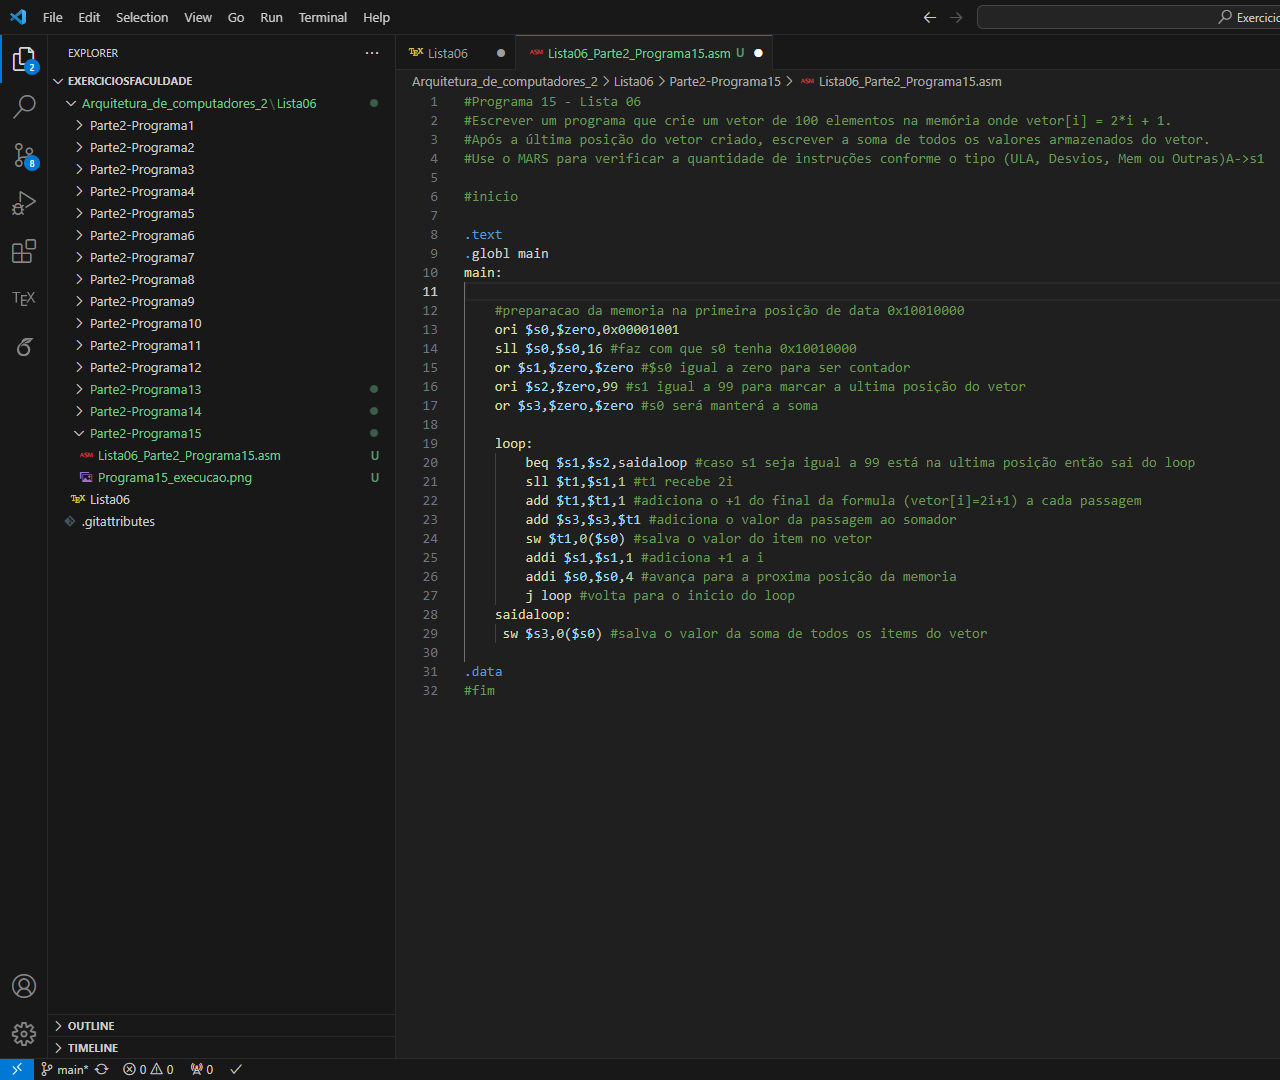 File Edit Selection View Go Run Terminal Help
Exercicio
EXPLORER
EXERCICIOSFACULDADE
Arquitetura_de_computadores_2\Lista06
Parte2-Programa1
Parte2-Programa2
Parte2-Programa3
Parte2-Programa4
Parte2-Programa5
Parte2-Programa6
Parte2-Programa7
Parte2-Programa8
Parte2-Programa9
Parte2-Programa10
Parte2-Programa11
Parte2-Programa12
Parte2-Programa13
Parte2-Programa14
Parte2-Programa15
ASM Lista06_Parte2_Programa15.asm U
Programa15_execucao.png U
TEX Lista06
.gitattributes
OUTLINE
TIMELINE
2
8
TEX
TEX Lista06
ASM Lista06_Parte2_Programa15.asm U
Arquitetura_de_computadores_2 > Lista06 > Parte2-Programa15 > ASM Lista06_Parte2_Programa15.asm
1 #Programa 15 - Lista 06
2 #Escrever um programa que crie um vetor de 100 elementos na memória onde vetor[i] = 2*i + 1.
3 #Após a última posição do vetor criado, escrever a soma de todos os valores armazenados do vetor.
4 #Use o MARS para verificar a quantidade de instruções conforme o tipo (ULA, Desvios, Mem ou Outras)A->s1
5
6 #inicio
7
8 .text
9 .globl main
10 main:
11
12 #preparacao da memoria na primeira posição de data 0x10010000
13 ori $s0,$zero,0x00001001
14 sll $s0,$s0,16 #faz com que s0 tenha 0x10010000
15 or $s1,$zero,$zero #$s0 igual a zero para ser contador
16 ori $s2,$zero,99 #s1 igual a 99 para marcar a ultima posição do vetor
17 or $s3,$zero,$zero #s0 será manterá a soma
18
19 loop:
20 beq $s1,$s2,saidaloop #caso s1 seja igual a 99 está na ultima posição então sai do loop
21 sll $t1,$s1,1 #t1 recebe 2i
22 add $t1,$t1,1 #adiciona o +1 do final da formula (vetor[i]=2i+1) a cada passagem
23 add $s3,$s3,$t1 #adiciona o valor da passagem ao somador
24 sw $t1,0($s0) #salva o valor do item no vetor
25 addi $s1,$s1,1 #adiciona +1 a i
26 addi $s0,$s0,4 #avança para a proxima posição da memoria
27 j loop #volta para o inicio do loop
28 saidaloop:
29 sw $s3,0($s0) #salva o valor da soma de todos os items do vetor
30
31 .data
32 #fim
main* 0 0 0